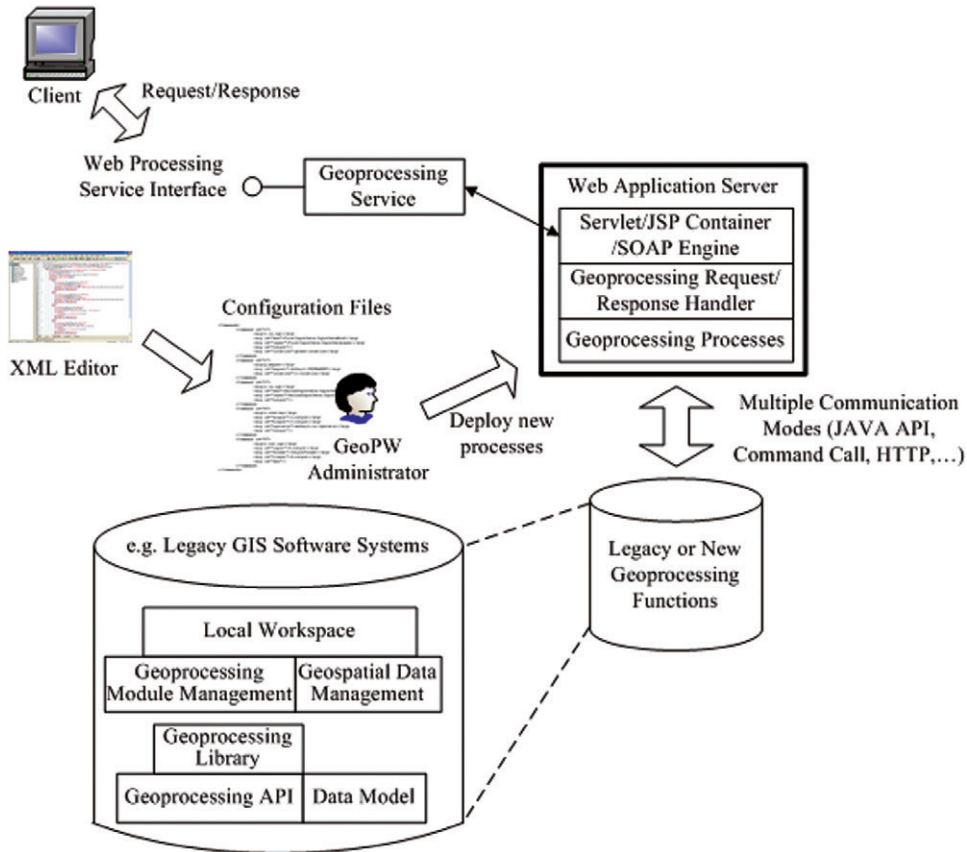 Client
Request/Response
Web Processing
Service Interface
Geoprocessing
Service
Web Application Server
Servlet/JSP Container
/SOAP Engine
Geoprocessing Request/
Response Handler
Geoprocessing Processes
XML Editor
Configuration Files
GeoPW
Administrator
Deploy new
processes
Multiple Communication
Modes (JAVA API,
Command Call, HTTP,…)
e.g. Legacy GIS Software Systems
Local Workspace
Geoprocessing
Module Management
Geospatial Data
Management
Geoprocessing
Library
Geoprocessing API
Data Model
Legacy or New
Geoprocessing
Functions